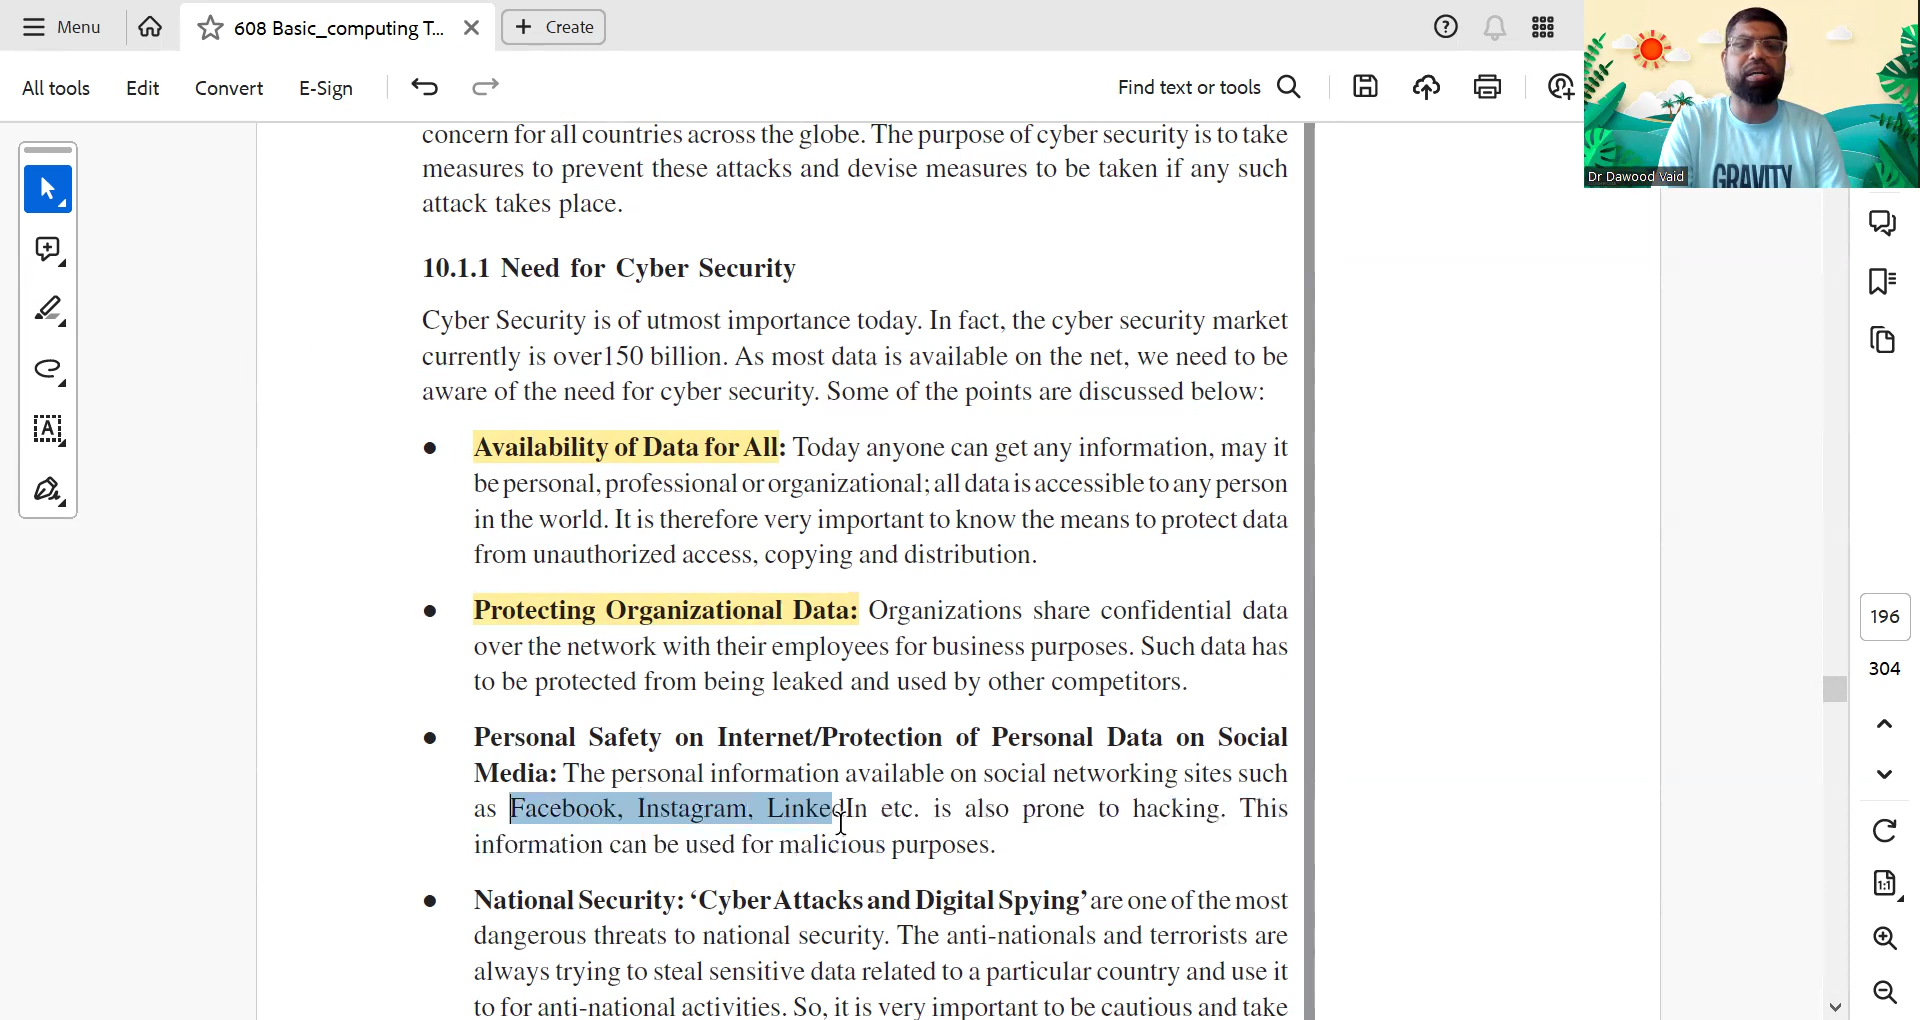 Menu
608 Basic_computing T...
Create
All tools
Edit
Convert
E-Sign
Find text or tools
Dr Dawood Vaid
GRAVITY
concern for all countries across the globe. The purpose of cyber security is to take
measures to prevent these attacks and devise measures to be taken if any such
attack takes place.
10.1.1 Need for Cyber Security
Cyber Security is of utmost importance today. In fact, the cyber security market
currently is over150 billion. As most data is available on the net, we need to be
aware of the need for cyber security. Some of the points are discussed below:
● Availability of Data for All: Today anyone can get any information, may it
be personal, professional or organizational; all data is accessible to any person
in the world. It is therefore very important to know the means to protect data
from unauthorized access, copying and distribution.
● Protecting Organizational Data: Organizations share confidential data
over the network with their employees for business purposes. Such data has
to be protected from being leaked and used by other competitors.
● Personal Safety on Internet/Protection of Personal Data on Social
Media: The personal information available on social networking sites such
as Facebook, Instagram, LinkedIn etc. is also prone to hacking. This
information can be used for malicious purposes.
● National Security: ‘Cyber Attacks and Digital Spying’ are one of the most
dangerous threats to national security. The anti-nationals and terrorists are
always trying to steal sensitive data related to a particular country and use it
to for anti-national activities. So, it is very important to be cautious and take
196
304
1:1